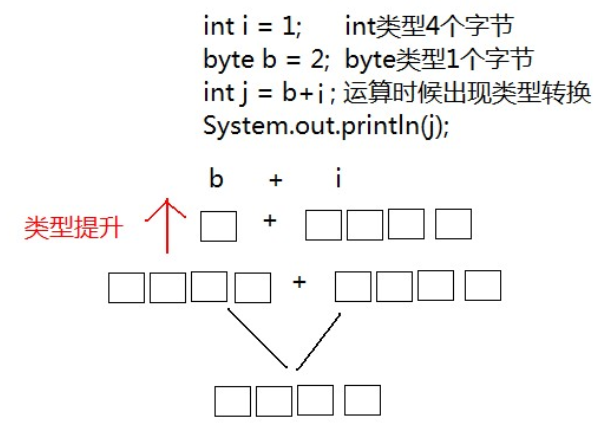 int i = 1; int类型4个字节
byte b = 2; byte类型1个字节
int j = b+i ; 运算时候出现类型转换
System.out.println(j);
b + i
类型提升
+
+